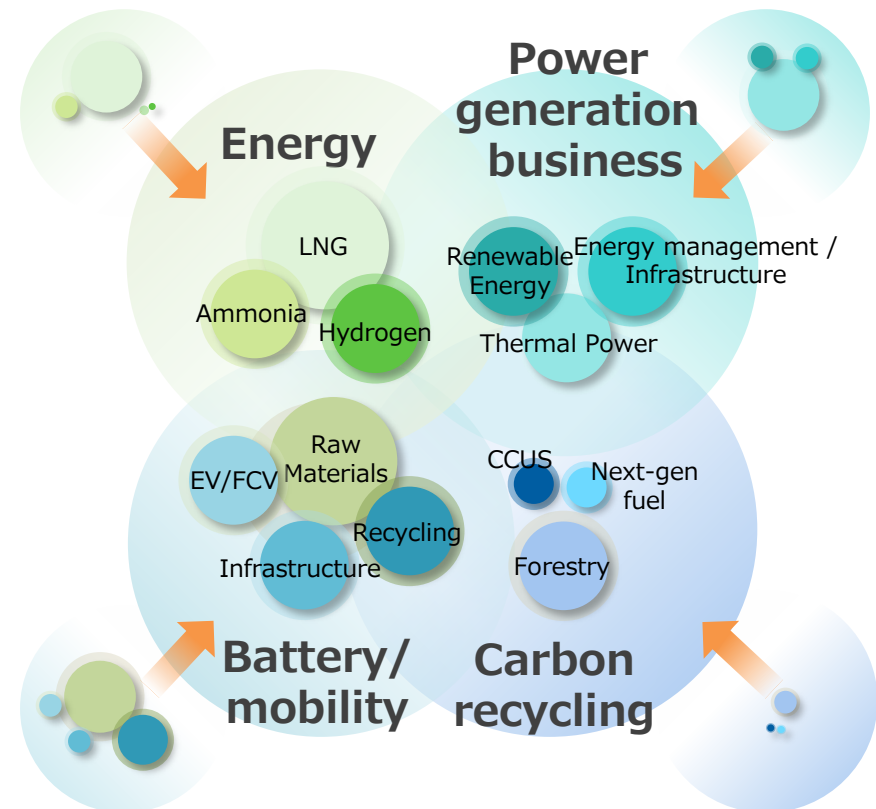 Energy
Power
generation
business
LNG
Ammonia
Hydrogen
Renewable
Energy
Energy management /
Infrastructure
Thermal Power
EV/FCV
Raw
Materials
Recycling
Infrastructure
CCUS
Next-gen
fuel
Forestry
Battery/
mobility
Carbon
recycling